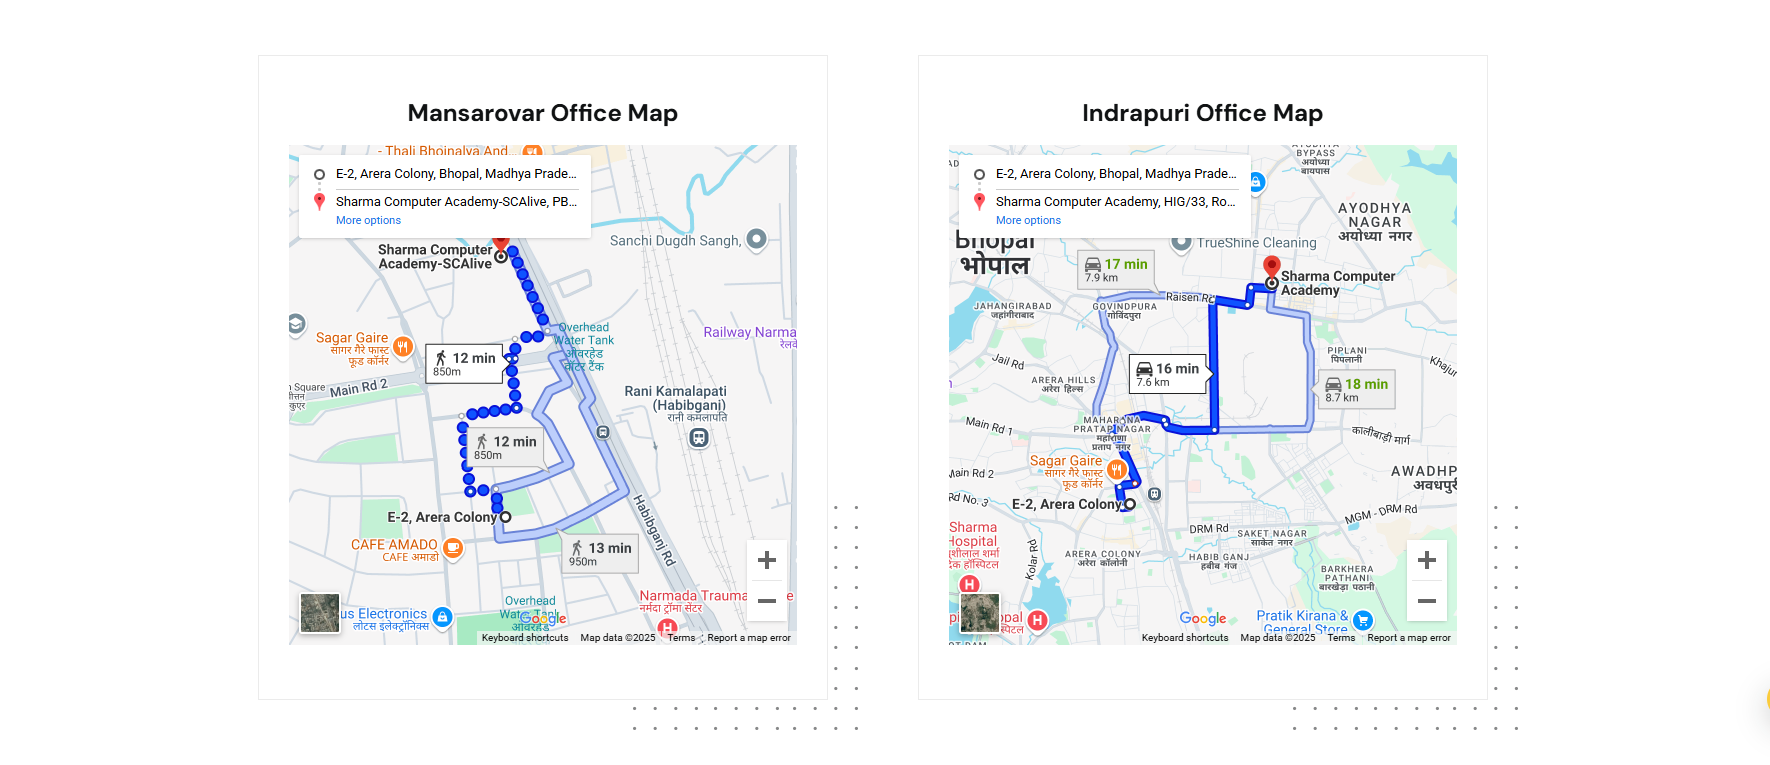 Mansarovar Office Map
- Thali Bhojnalya And...
E-2, Arera Colony, Bhopal, Madhya Prade...
Sharma Computer Academy-SCAlive, PB...
More options
Sharma Computer
Academy-SCAlive
Sanchi Dugdh Sangh,
Overhead
Water Tank
ओवरहेड
वॉटर टैंक
Railway Narma
रेलवे
Sagar Gaire
सागर गैरे फास्ट
फूड कॉर्नर
12 min
850m
n Square
Main Rd 2
Rani Kamalapati
(Habibganj)
रानी कमलापति
12 min
850m
E-2, Arera Colony
Habibganj Rd
CAFE AMADO
CAFE अमाडो
13 min
950m
Overhead
Water Tank
ओवरहेड
Narmada Trauma
नर्मदा ट्रॉमा सेंटर
us Electronics
लोटस इलेक्ट्रॉनिक्स
Google
Keyboard shortcuts
Map data ©2025
Terms
Report a map error
Indrapuri Office Map
E-2, Arera Colony, Bhopal, Madhya Prade...
Sharma Computer Academy, HIG/33, Ro...
More options
AYODHYA
BYPASS
अयोध्या
बायपास
AYODHYA
NAGAR
अयोध्या नगर
Bhopal
भोपाल
TrueShine Cleaning
17 min
7.9 km
Sharma Computer
Academy
Raisen Rd
JAHANGIRABAD
जहांगीराबाद
GOVINDPURA
गोविंदपुरा
PIPLANI
पिपलानी
Khajur
Jail Rd
16 min
7.6 km
ARERA HILLS
अरेरा हिल्स
18 min
8.7 km
MAHARANA
PRATAP NAGAR
महाराणा
प्रताप नगर
Main Rd 1
कालीबाड़ी मार्ग
Sagar Gaire
सागर गैरे फास्ट
फूड कॉर्नर
Main Rd 2
AWADHP
अवधपुरी
Rd No. 3
E-2, Arera Colony
MGM - DRM Rd
DRM Rd
SAKET NAGAR
साकेत नगर
Sharma
Hospital
Kolar Rd
ARERA COLONY
अरेरा कॉलोनी
HABIB GANJ
हबीब गंज
BARKHERA
PATHANI
बारखेड़ा पठानी
Pratik Kirana &
General Store
Google
Keyboard shortcuts
Map data ©2025
Terms
Report a map error